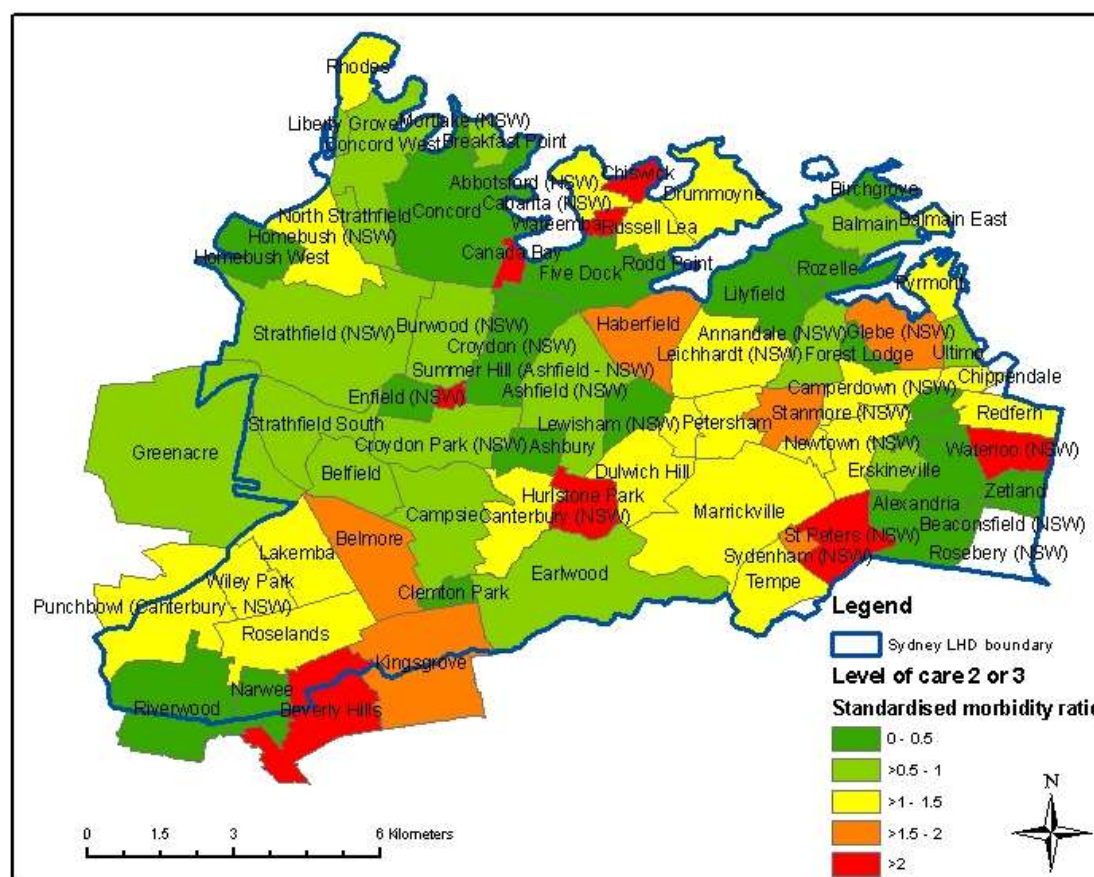 Rhodes
Liberty Grove
Mortlake (NSW)
Concord West
Breakfast Point
Abbotsford (NSW)
Chiswick
Cabarita (NSW)
Drummoyne
Birchgrove
North Strathfield
Concord
Wareemba
Russell Lea
Balmain
Balmain East
Homebush (NSW)
Homebush West
Canada Bay
Five Dock
Rodd Point
Rozelle
Lilyfield
Pyrmont
Strathfield (NSW)
Burwood (NSW)
Haberfield
Annandale (NSW)
Glebe (NSW)
Croydon (NSW)
Leichhardt (NSW)
Forest Lodge
Ultimo
Summer Hill (Ashfield - NSW)
Chippendale
Enfield (NSW)
Ashfield (NSW)
Camperdown (NSW)
Strathfield South
Lewisham (NSW)
Petersham
Stanmore (NSW)
Redfern
Greenacre
Croydon Park (NSW)
Ashbury
Newtown (NSW)
Waterloo (NSW)
Belfield
Dulwich Hill
Erskineville
Hurlstone Park
Zetland
Campsie
Canterbury (NSW)
Marrickville
Alexandria
Beaconsfield (NSW)
Belmore
St Peters (NSW)
Lakemba
Sydenham (NSW)
Rosebery (NSW)
Wiley Park
Clemton Park
Earlwood
Tempe
Punchbowl (Canterbury - NSW)
Roselands
Kingsgrove
Narwee
Riverwood
Beverly Hills
Legend
Sydney LHD boundary
Level of care 2 or 3
Standardised morbidity ratio
0 - 0.5
>0.5 - 1
>1 - 1.5
>1.5 - 2
>2
0 1.5 3 6 Kilometers
N